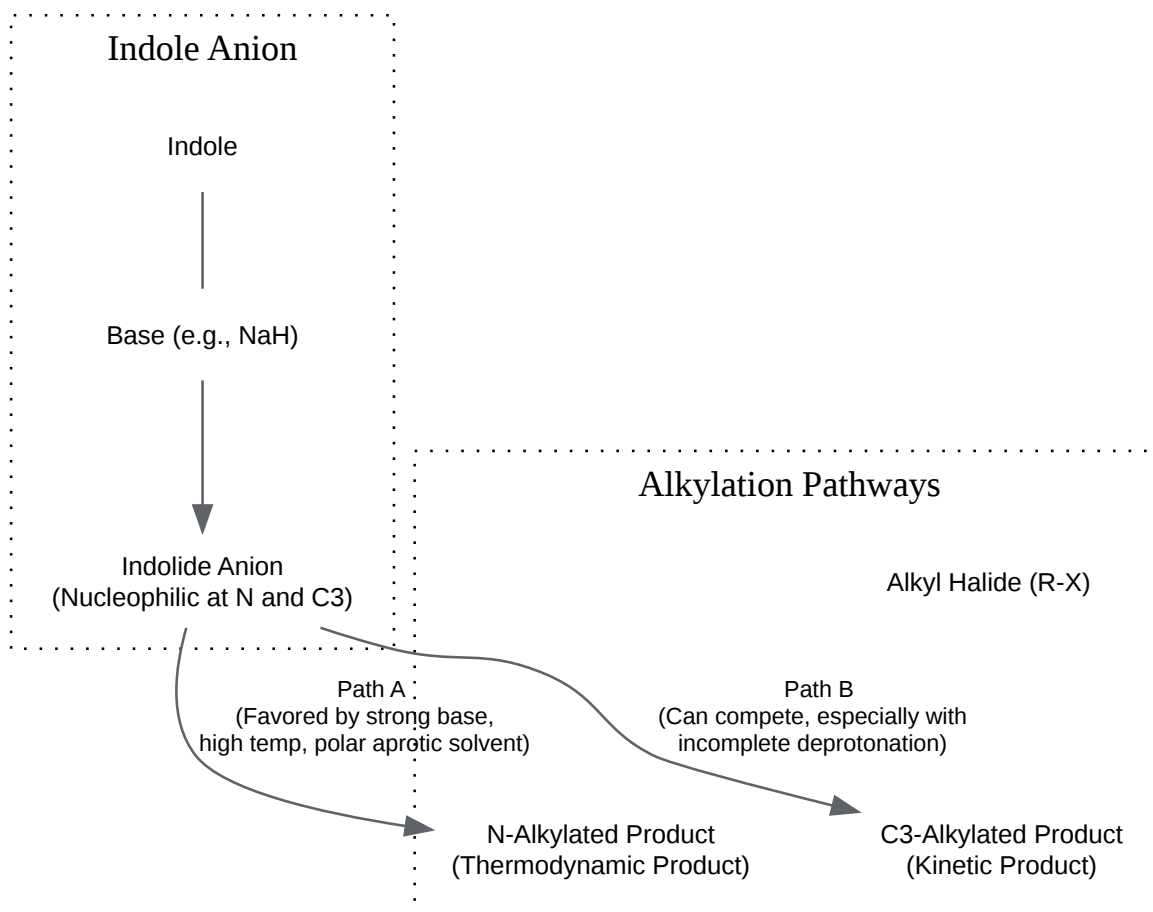 Indole Anion
Indole
Base (e.g., NaH)
Indolide Anion
(Nucleophilic at N and C3)
Alkylation Pathways
Alkyl Halide (R-X)
Path A
(Favored by strong base,
high temp, polar aprotic solvent)
Path B
(Can compete, especially with
incomplete deprotonation)
N-Alkylated Product
(Thermodynamic Product)
C3-Alkylated Product
(Kinetic Product)